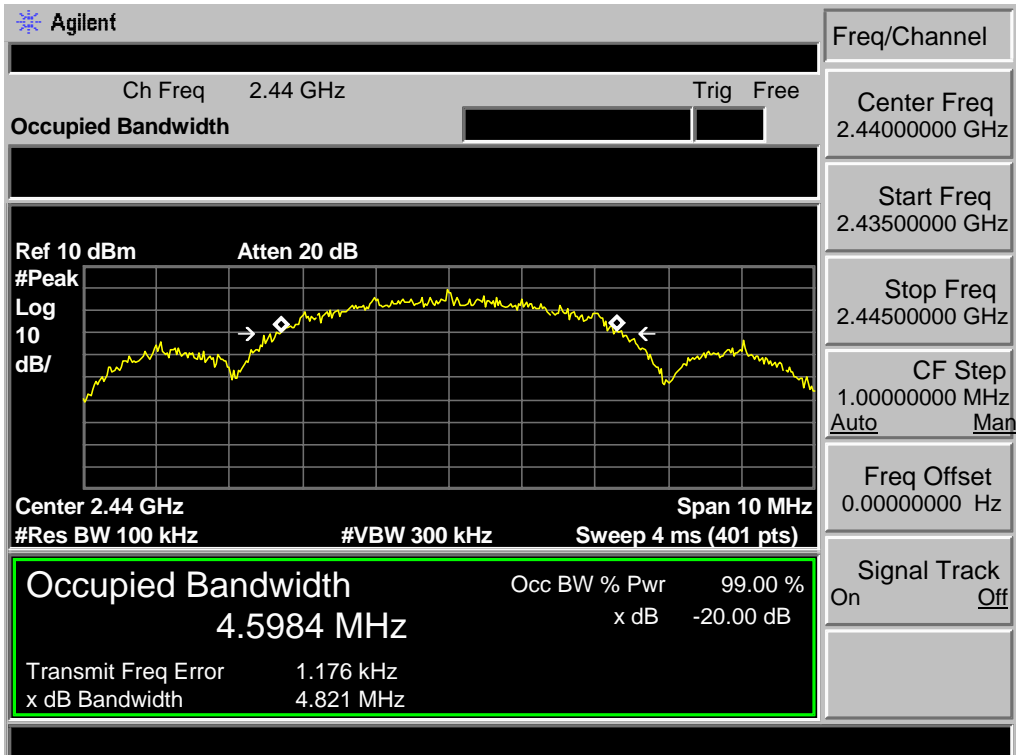 Agilent
Ch Freq 2.44 GHz Trig Free
Occupied Bandwidth
Ref 10 dBm Atten 20 dB
#Peak
Log
10
dB/
Center 2.44 GHz Span 10 MHz
#Res BW 100 kHz #VBW 300 kHz Sweep 4 ms (401 pts)
Occupied Bandwidth
4.5984 MHz
Occ BW % Pwr 99.00 %
x dB -20.00 dB
Transmit Freq Error 1.176 kHz
x dB Bandwidth 4.821 MHz
Freq/Channel
Center Freq
2.44000000 GHz
Start Freq
2.43500000 GHz
Stop Freq
2.44500000 GHz
CF Step
1.00000000 MHz
Auto Man
Freq Offset
0.00000000 Hz
Signal Track
On Off